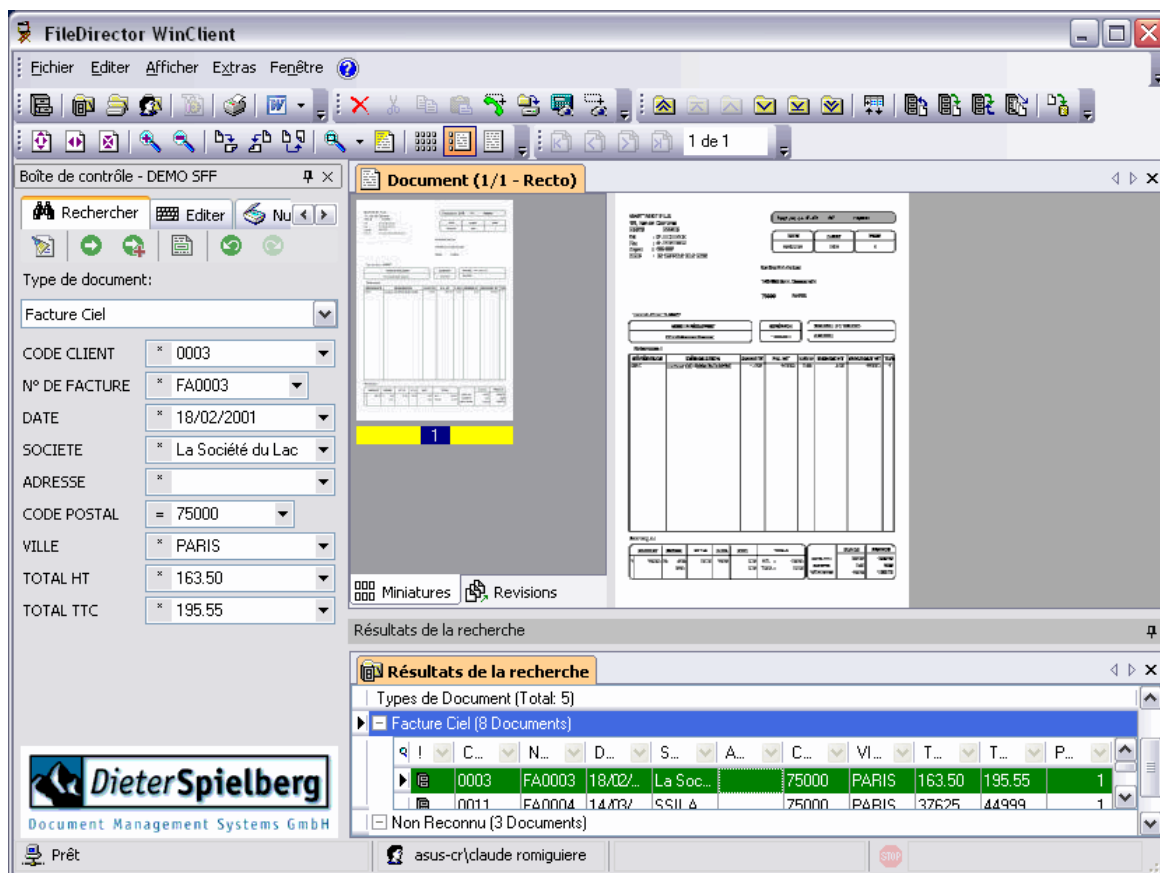 FileDirector WinClient
Fichier Editer Afficher Extras Fenêtre
1 de 1
Boîte de contrôle - DEMO SFF
Document (1/1 - Recto)
Rechercher Editer Nu
Type de document:
Facture Ciel
CODE CLIENT * 0003
N° DE FACTURE * FA0003
DATE * 18/02/2001
SOCIETE * La Société du Lac
ADRESSE *
CODE POSTAL = 75000
VILLE * PARIS
TOTAL HT * 163.50
TOTAL TTC * 195.55
1
75000 PARIS
Miniatures Revisions
Résultats de la recherche
Résultats de la recherche
Types de Document (Total: 5)
Facture Ciel (8 Documents)
! C... N... D... S... A... C... VI... T... T... P...
0003 FA0003 18/02/... La Soc... 75000 PARIS 163.50 195.55 1
0011 FA0004 14/03/ SSII A 75000 PARIS 37625 44999 1
Non Reconnu (3 Documents)
DieterSpielberg
Document Management Systems GmbH
Prêt
asus-cr\claude romiguiere
STOP